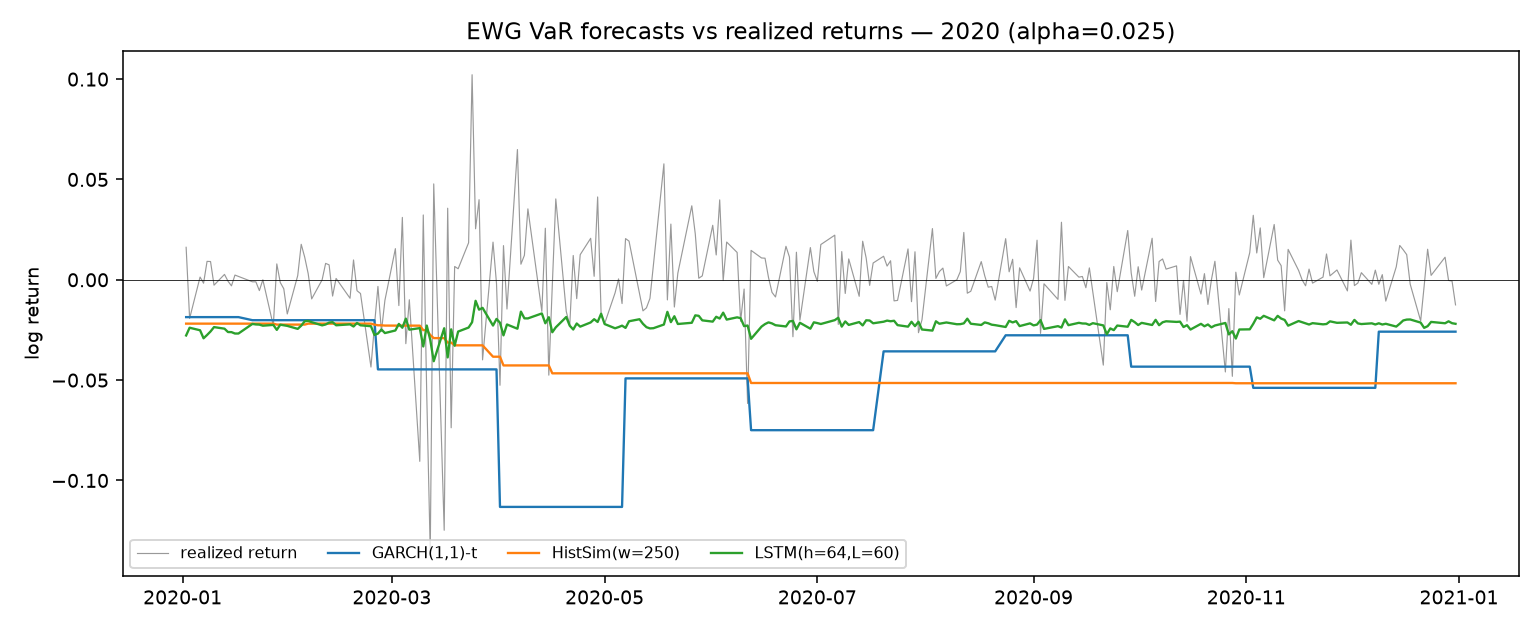 EWG VaR forecasts vs realized returns — 2020 (alpha=0.025)
log return
0.10
0.05
0.00
−0.05
−0.10
realized return GARCH(1,1)-t HistSim(w=250) LSTM(h=64,L=60)
2020-01 2020-03 2020-05 2020-07 2020-09 2020-11 2021-01